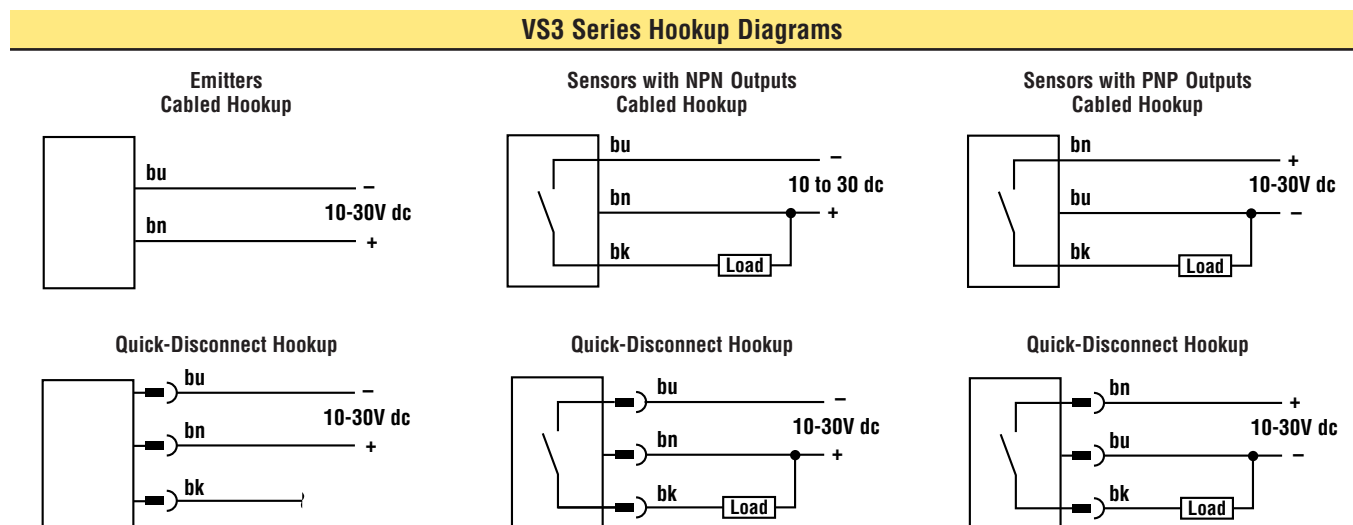 VS3 Series Hookup Diagrams
Emitters
Cabled Hookup
bu
–
10-30V dc
bn
+
Sensors with NPN Outputs
Cabled Hookup
bu
–
10 to 30 dc
bn
+
bk
Load
Sensors with PNP Outputs
Cabled Hookup
bn
+
10-30V dc
bu
–
bk
Load
Quick-Disconnect Hookup
bu
–
10-30V dc
bn
+
bk
Quick-Disconnect Hookup
bu
–
10-30V dc
bn
+
bk
Load
Quick-Disconnect Hookup
bn
+
10-30V dc
bu
–
bk
Load